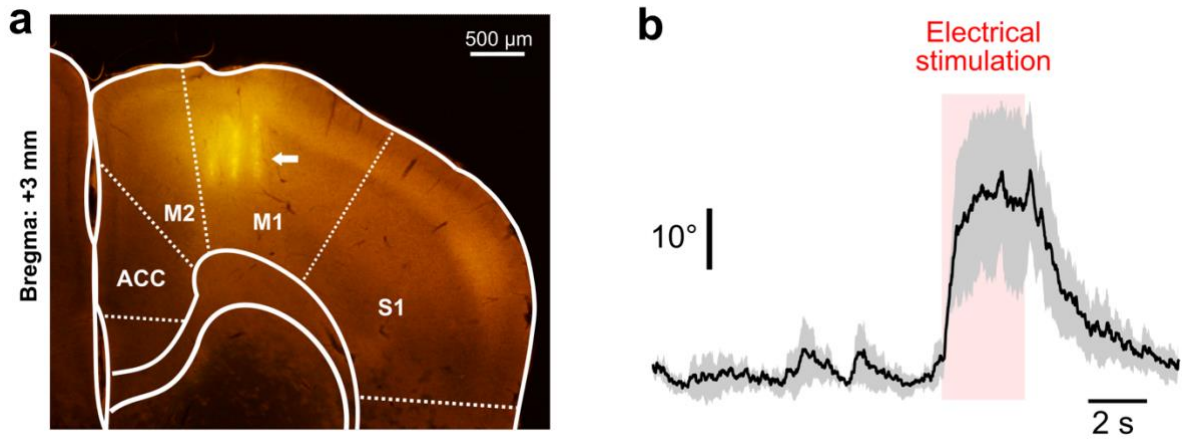 a
500 µm
Bregma: +3 mm
M2
M1
ACC
S1
b
Electrical
stimulation
10°
2 s